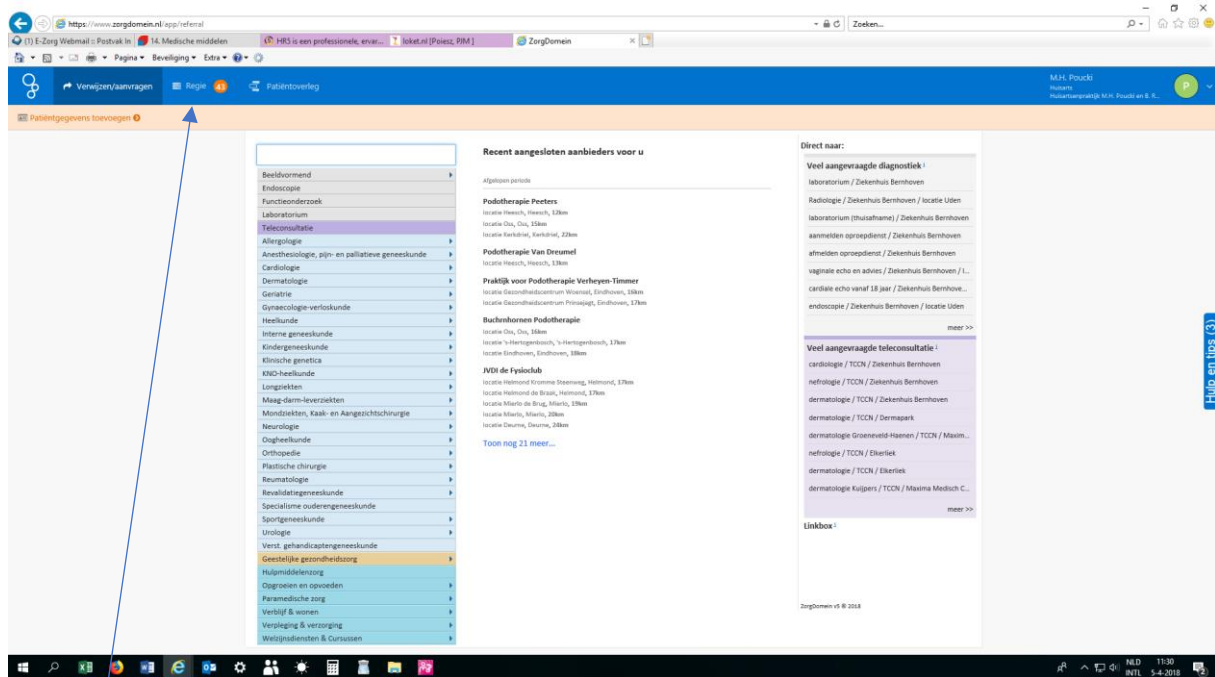 https://www.zorgdomein.nl/app/referral
Zoeken...
(1) E-Zorg Webmail :: Postvak In
14. Medische middelen
HR5 is een professionele, ervar...
loket.nl [Poiesz, PJM ]
ZorgDomein
Pagina
Beveiliging
Extra
Verwijzen/aanvragen
Regie
43
Patiëntoverleg
M.H. Poucki
Huisarts
Huisartsenpraktijk M.H. Poucki en B. R...
P
Patiëntgegevens toevoegen
Beeldvormend
Endoscopie
Functieonderzoek
Laboratorium
Teleconsultatie
Allergologie
Anesthesiologie, pijn- en palliatieve geneeskunde
Cardiologie
Dermatologie
Geriatrie
Gynaecologie-verloskunde
Heelkunde
Interne geneeskunde
Kindergeneeskunde
Klinische genetica
KNO-heelkunde
Longziekten
Maag-darm-leverziekten
Mondziekten, Kaak- en Aangezichtschirurgie
Neurologie
Oogheelkunde
Orthopedie
Plastische chirurgie
Reumatologie
Revalidatiegeneeskunde
Specialisme ouderengeneeskunde
Sportgeneeskunde
Urologie
Verst. gehandicaptengeneeskunde
Geestelijke gezondheidszorg
Hulpmiddelenzorg
Opgroeien en opvoeden
Paramedische zorg
Verblijf & wonen
Verpleging & verzorging
Welzijnsdiensten & Cursussen
Recent aangesloten aanbieders voor u
Afgelopen periode
Podotherapie Peeters
locatie Heesch, Heesch, 12km
locatie Oss, Oss, 15km
locatie Kerkdriel, Kerkdriel, 22km
Podotherapie Van Dreumel
locatie Heesch, Heesch, 13km
Praktijk voor Podotherapie Verheyen-Timmer
locatie Gezondheidscentrum Woensel, Eindhoven, 16km
locatie Gezondheidscentrum Prinsejagt, Eindhoven, 17km
Buchrnhornen Podotherapie
locatie Oss, Oss, 16km
locatie 's-Hertogenbosch, 's-Hertogenbosch, 17km
locatie Eindhoven, Eindhoven, 18km
JVDI de Fysioclub
locatie Helmond Kromme Steenweg, Helmond, 17km
locatie Helmond de Braak, Helmond, 17km
locatie Mierlo de Brug, Mierlo, 19km
locatie Mierlo, Mierlo, 20km
locatie Deurne, Deurne, 24km
Toon nog 21 meer...
Direct naar:
Veel aangevraagde diagnostiek
laboratorium / Ziekenhuis Bernhoven
Radiologie / Ziekenhuis Bernhoven / locatie Uden
laboratorium (thuisafname) / Ziekenhuis Bernhoven
aanmelden oproepdienst / Ziekenhuis Bernhoven
afmelden oproepdienst / Ziekenhuis Bernhoven
vaginale echo en advies / Ziekenhuis Bernhoven / l...
cardiale echo vanaf 18 jaar / Ziekenhuis Bernhove...
endoscopie / Ziekenhuis Bernhoven / locatie Uden
meer >>
Veel aangevraagde teleconsultatie
cardiologie / TCCN / Ziekenhuis Bernhoven
nefrologie / TCCN / Ziekenhuis Bernhoven
dermatologie / TCCN / Ziekenhuis Bernhoven
dermatologie / TCCN / Dermapark
dermatologie Groeneveld-Haenen / TCCN / Maxim...
nefrologie / TCCN / Elkerliek
dermatologie / TCCN / Elkerliek
dermatologie Kuijpers / TCCN / Maxima Medisch C...
meer >>
Linkbox
ZorgDomein v5 © 2018
Hulp en tips (3)
NLD
INTL
11:30
5-4-2018